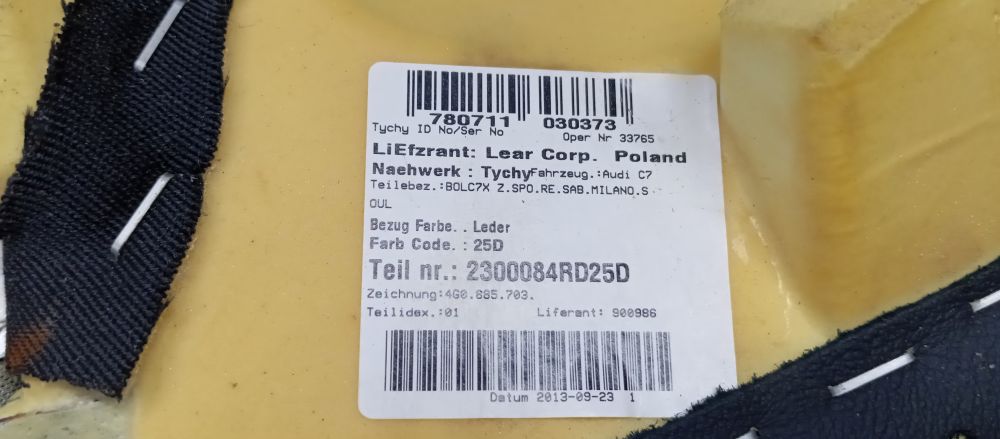 780711 030373
Tychy ID No/Ser No Oper Nr 33765
LiEfzrant: Lear Corp. Poland
Naehwerk : Tychy Fahrzeug.:Audi C7
Teilebez.:BOLC7X Z.SPO.RE.SAB.MILANO.S
OUL
Bezug Farbe. . Leder
Farb Code. : 25D
Teil nr.: 2300084RD25D
Zeichnung:4G0.885.703.
Teilidex.:01 Liferant: 900986
Datum 2013-09-23 1